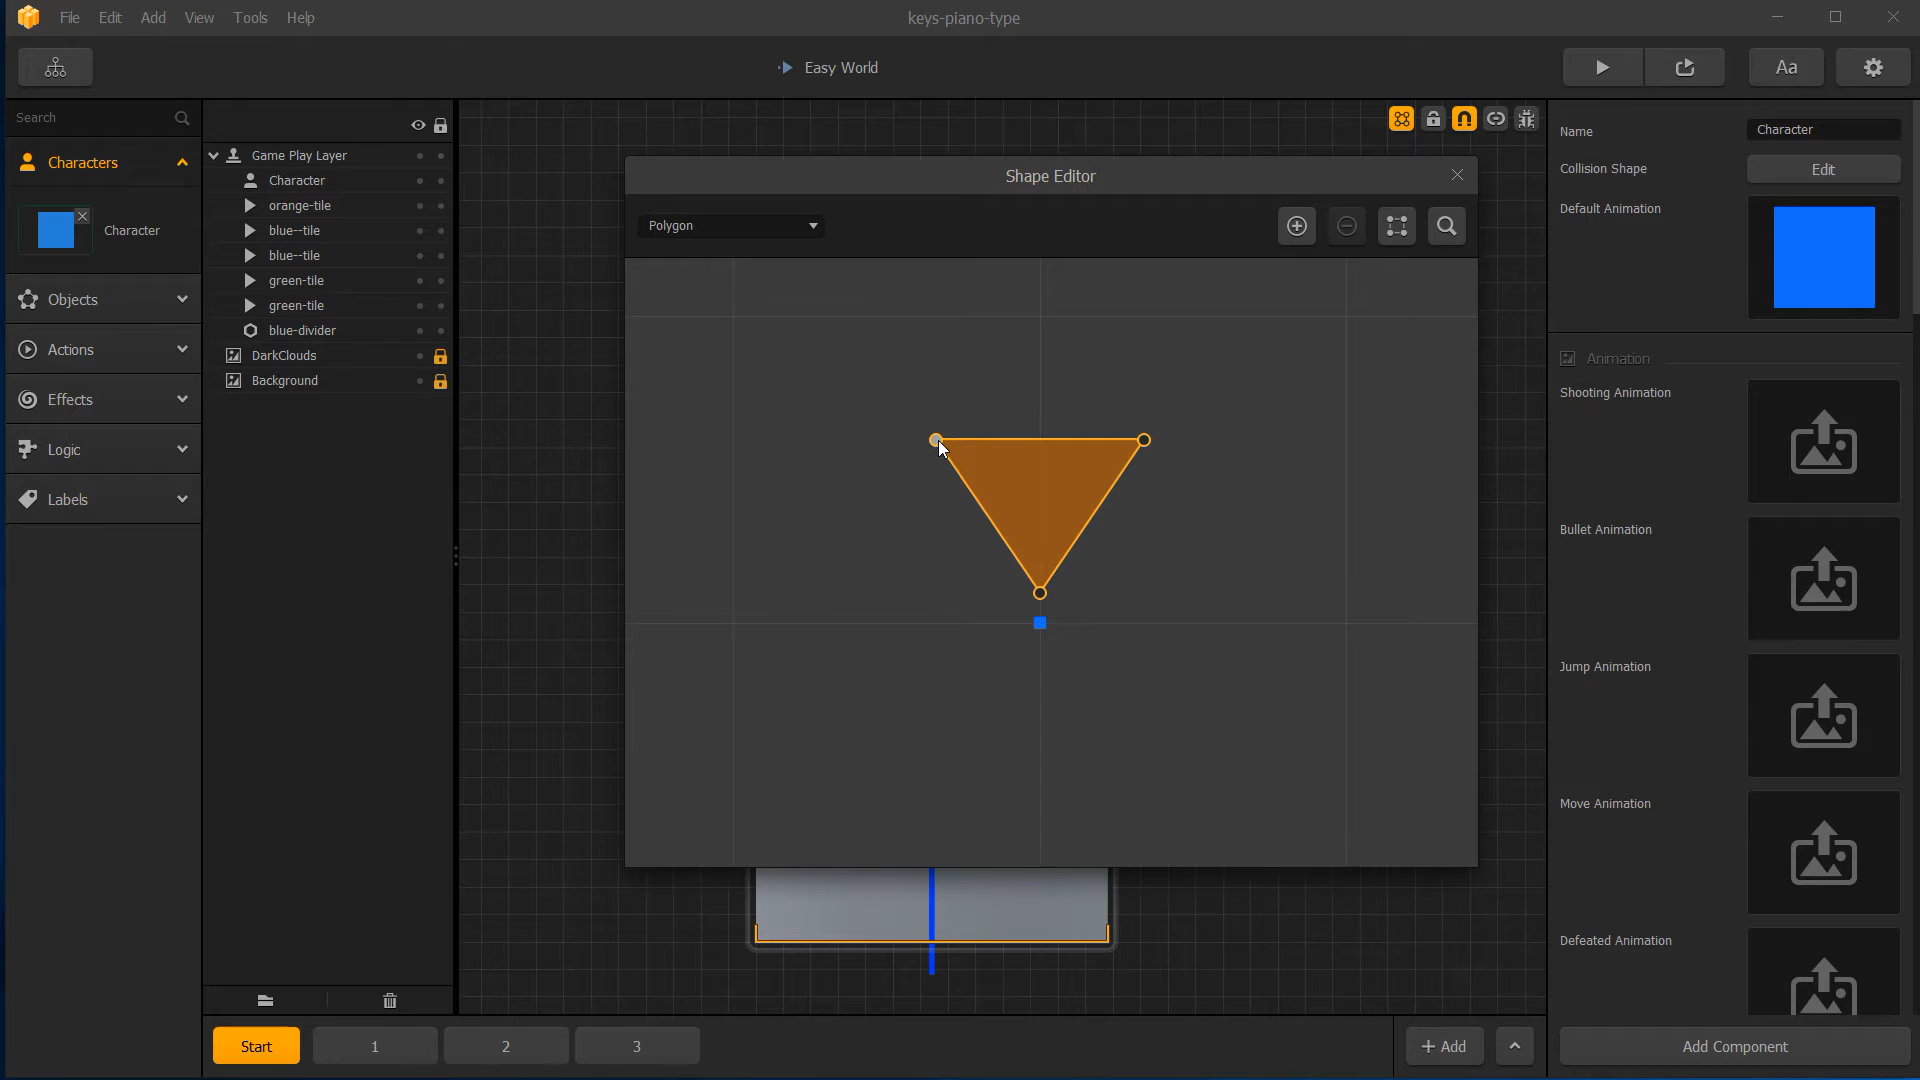 File Edit Add View Tools Help
keys-piano-type
Easy World
Aa
Search
Characters
Character
Objects
Actions
Effects
Logic
Labels
Game Play Layer
Character
orange-tile
blue--tile
blue--tile
green-tile
green-tile
blue-divider
DarkClouds
Background
Shape Editor
Polygon
Name
Character
Collision Shape
Edit
Default Animation
Animation
Shooting Animation
Bullet Animation
Jump Animation
Move Animation
Defeated Animation
Start
1
2
3
+ Add
Add Component